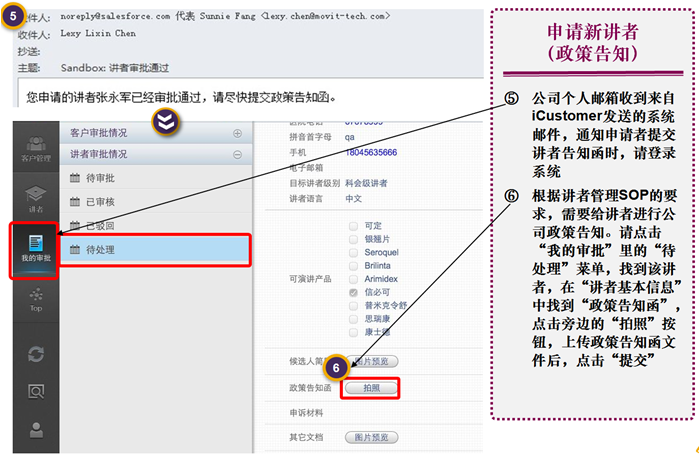 5
件人: noreply@salesforce.com 代表 Sunnie Fang <lexy.chen@movit-tech.com>
收件人: Lexy Lixin Chen
抄送:
主题: Sandbox: 讲者审批通过
您申请的讲者张永军已经审批通过，请尽快提交政策告知函。
客户管理
讲者
我的审批
Top
客户审批情况
讲者审批情况
待审批
已审核
已驳回
待处理
拼音首字母 qa
手机 18045635666
电子邮箱
目标讲者级别 科会级讲者
讲者语言 中文
可演讲产品
可定
银翘片
Seroquel
Brilinta
Arimidex
信必可
普米克令舒
思瑞康
康士德
候选人简 图片预览
6
政策告知函 拍照
申诉材料
其它文档 图片预览
申请新讲者
（政策告知）
⑤ 公司个人邮箱收到来自
iCustomer发送的系统
邮件，通知申请者提交
讲者告知函时，请登录
系统
⑥ 根据讲者管理SOP的要
求，需要给讲者进行公
司政策告知。请点击
“我的审批”里的“待
处理”菜单，找到该讲
者，在“讲者基本信息”
中找到“政策告知函”，
点击旁边的“拍照”按
钮，上传政策告知函文
件后，点击“提交”